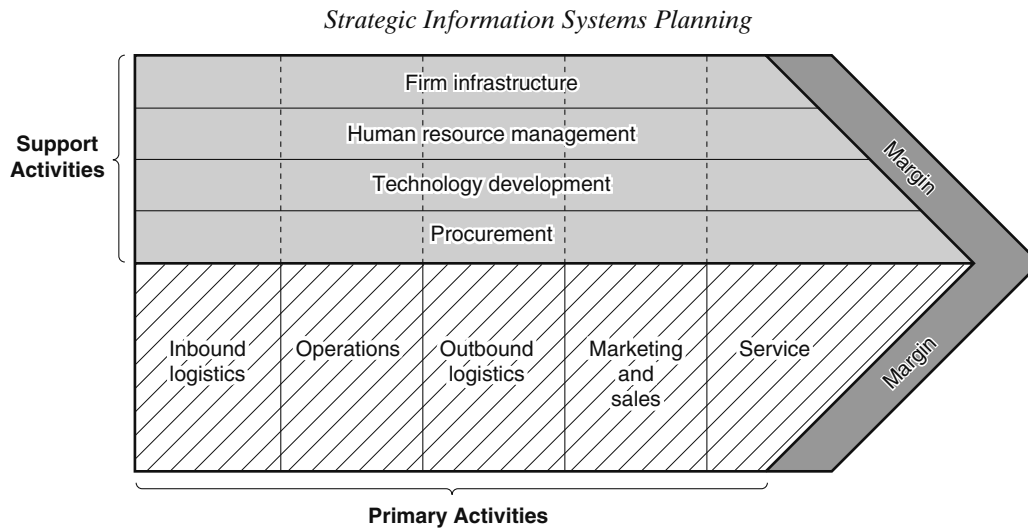 Strategic Information Systems Planning
Firm infrastructure
Human resource management
Technology development
Procurement
Support
Activities
Margin
Margin
Inbound
logistics
Operations
Outbound
logistics
Marketing
and
sales
Service
Primary Activities